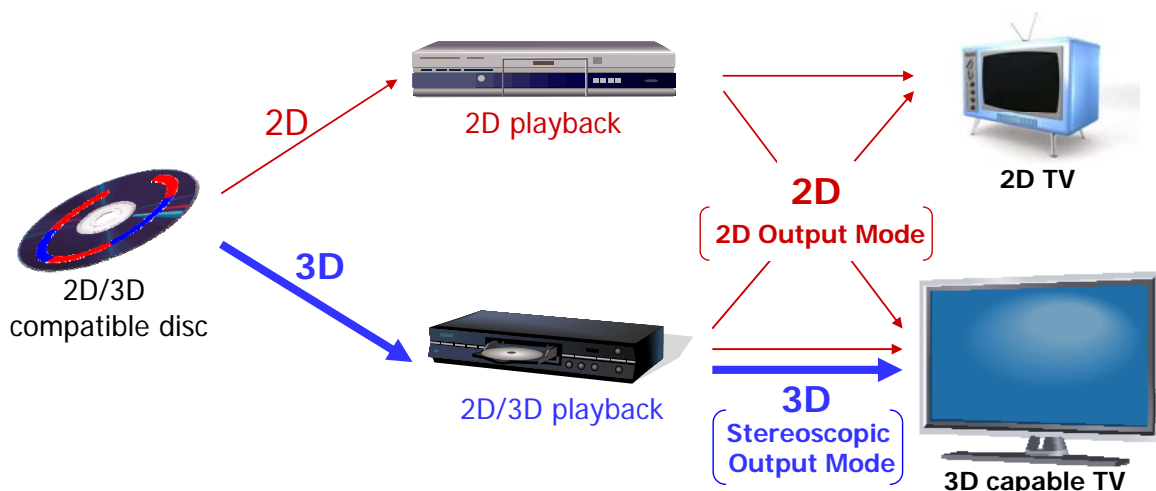 2D
2D playback
2D TV
2D
2D Output Mode
2D/3D
compatible disc
3D
2D/3D playback
3D
Stereoscopic
Output Mode
3D capable TV